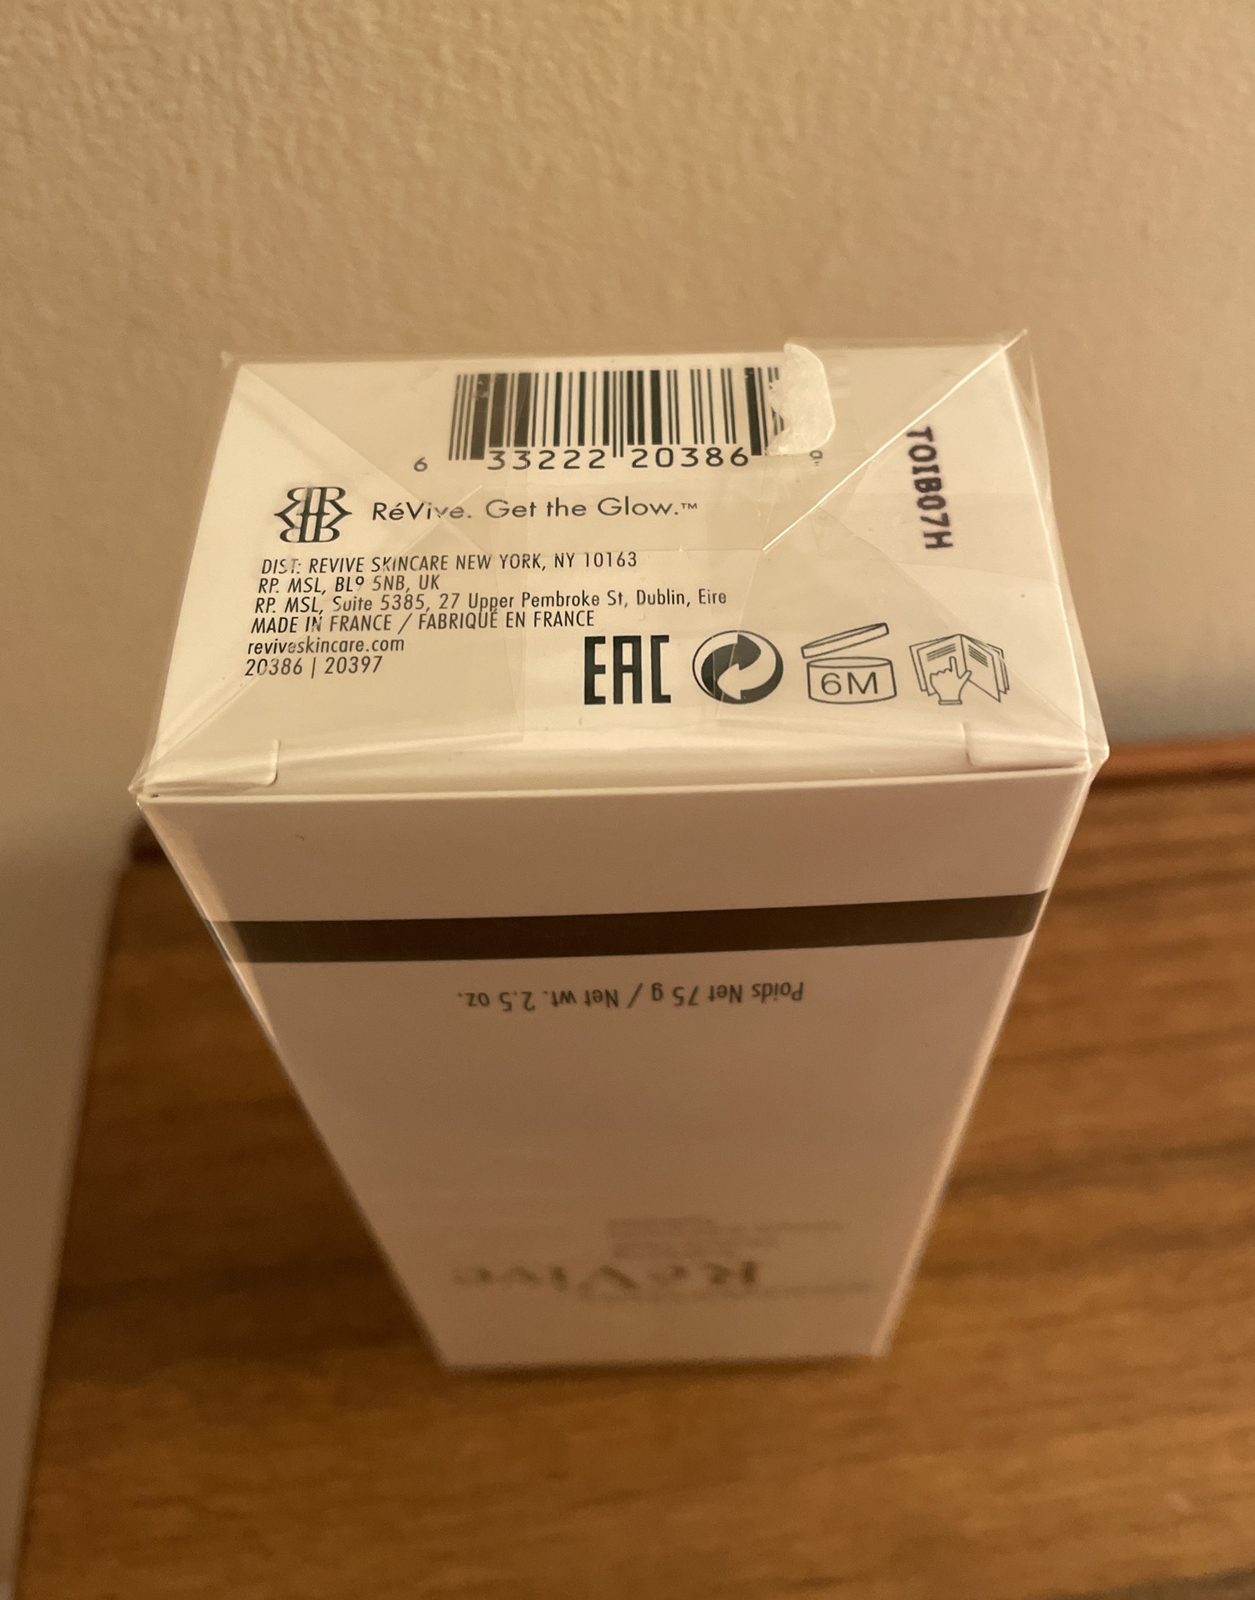 6 33222 20386
RéVive. Get the Glow.™
DIST: REVIVE SKINCARE NEW YORK, NY 10163
RP. MSL, BL9 5NB, UK
RP. MSL, Suite 5385, 27 Upper Pembroke St, Dublin, Eire
MADE IN FRANCE / FABRIQUÉ EN FRANCE
reviveskincare.com
20386 | 20397
EAC
6M
TOIB07H
Poids Net 75 g / Net wt. 2.5 oz.
RéVive